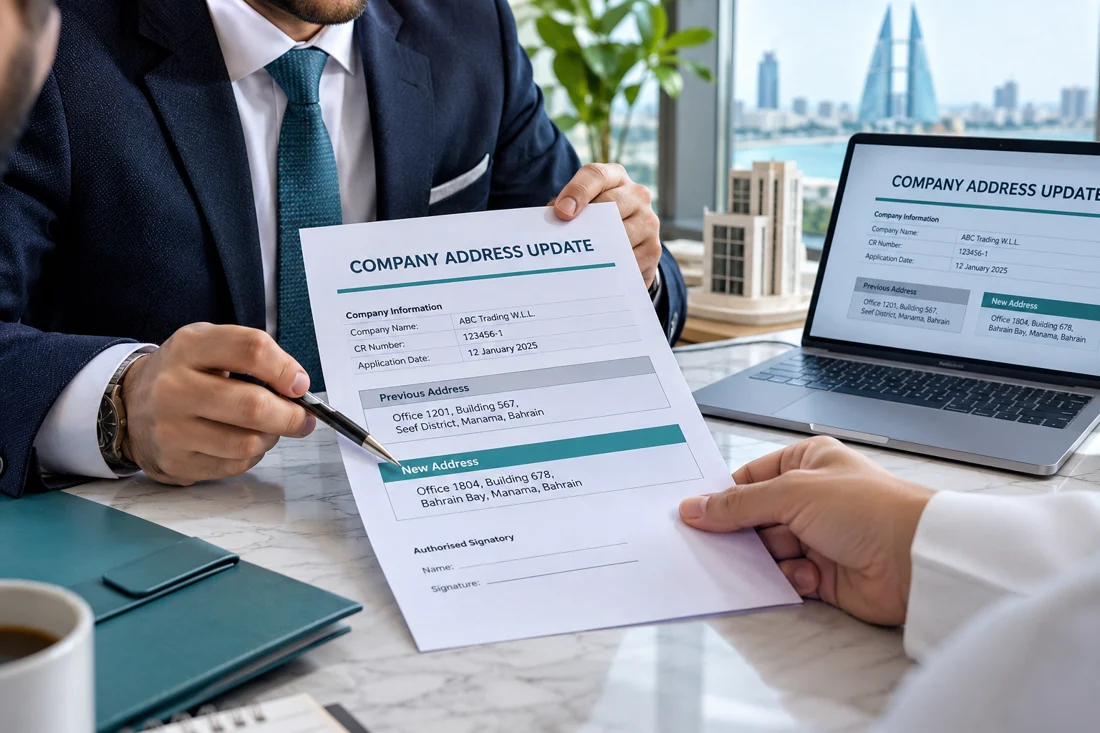 COMPANY ADDRESS UPDATE
Company Information
Company Name: ABC Trading W.L.L.
CR Number: 123456-1
Application Date: 12 January 2025
Previous Address
Office 1201, Building 567,
Seef District, Manama, Bahrain
New Address
Office 1804, Building 678,
Bahrain Bay, Manama, Bahrain
Authorised Signatory
Name:
Signature:
COMPANY ADDRESS UPDATE
Company Information
Company Name: ABC Trading W.L.L.
CR Number: 123456-1
Application Date: 12 January 2025
Previous Address
Office 1201, Building 567,
Seef District, Manama, Bahrain
New Address
Office 1804, Building 678,
Bahrain Bay, Manama, Bahrain